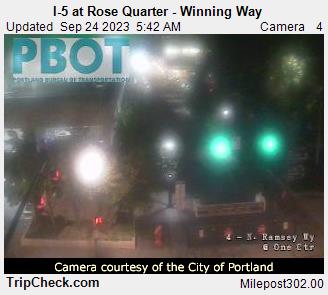 I-5 at Rose Quarter - Winning Way
Updated Sep 24 2023 5:42 AM Camera 4
PBOT
PORTLAND BUREAU OF TRANSPORTATION
4 - N. Ramsey Wy
@ One Ctr
Camera courtesy of the City of Portland
TripCheck.com Milepost302.00